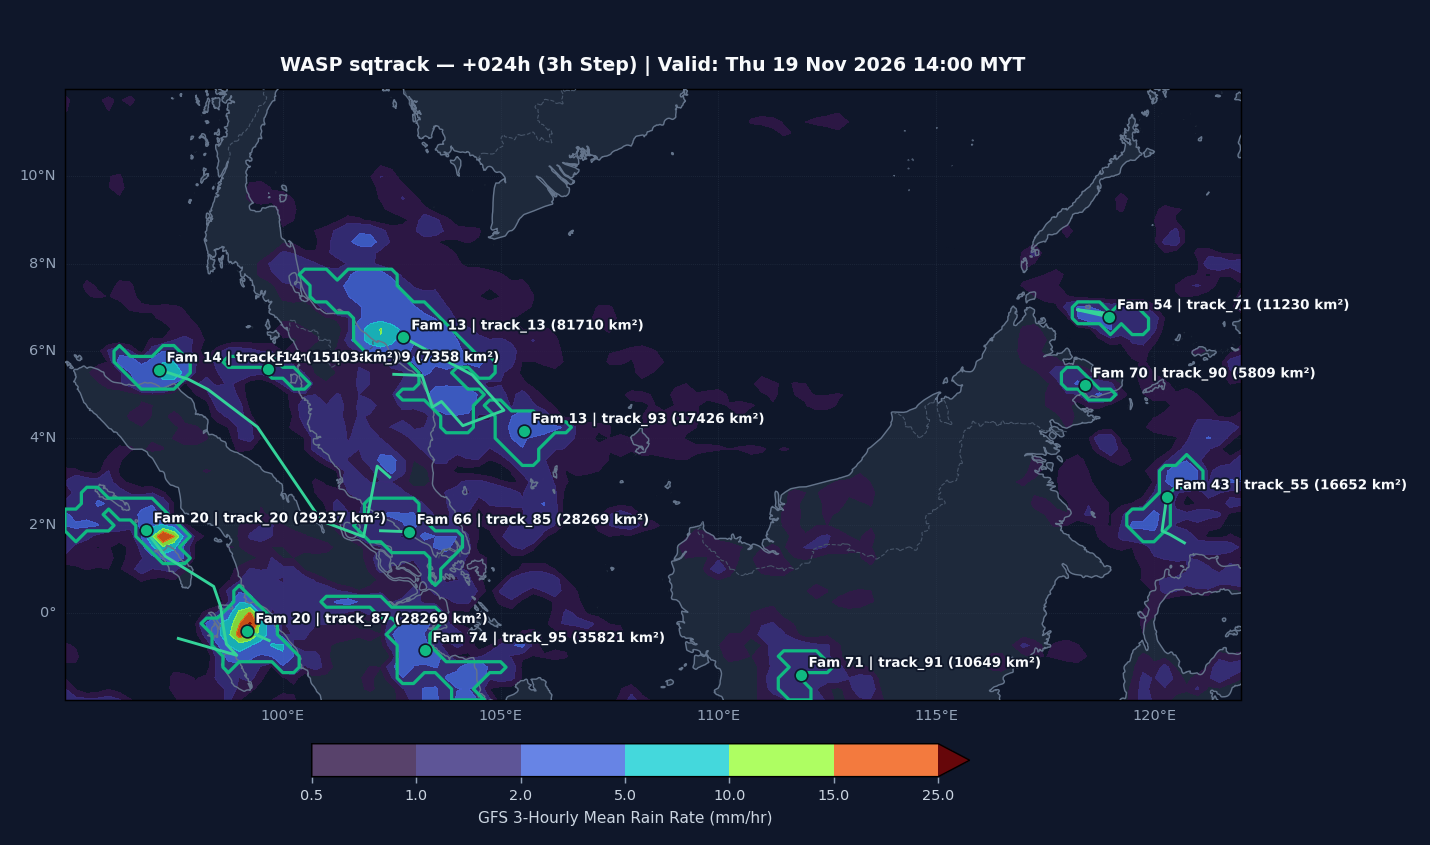 WASP sqtrack — +024h (3h Step) | Valid: Thu 19 Nov 2026 14:00 MYT
10°N
8°N
6°N
4°N
2°N
0°
Fam 54 | track_71 (11230 km²)
Fam 13 | track_13 (81710 km²)
Fam 14 | track
(15103 km²)
9 (7358 km²)
Fam 70 | track_90 (5809 km²)
Fam 13 | track_93 (17426 km²)
Fam 43 | track_55 (16652 km²)
Fam 20 | track_20 (29237 km²)
Fam 66 | track_85 (28269 km²)
Fam 20 | track_87 (28269 km²)
Fam 74 | track_95 (35821 km²)
Fam 71 | track_91 (10649 km²)
100°E 105°E 110°E 115°E 120°E
0.5 1.0 2.0 5.0 10.0 15.0 25.0
GFS 3-Hourly Mean Rain Rate (mm/hr)